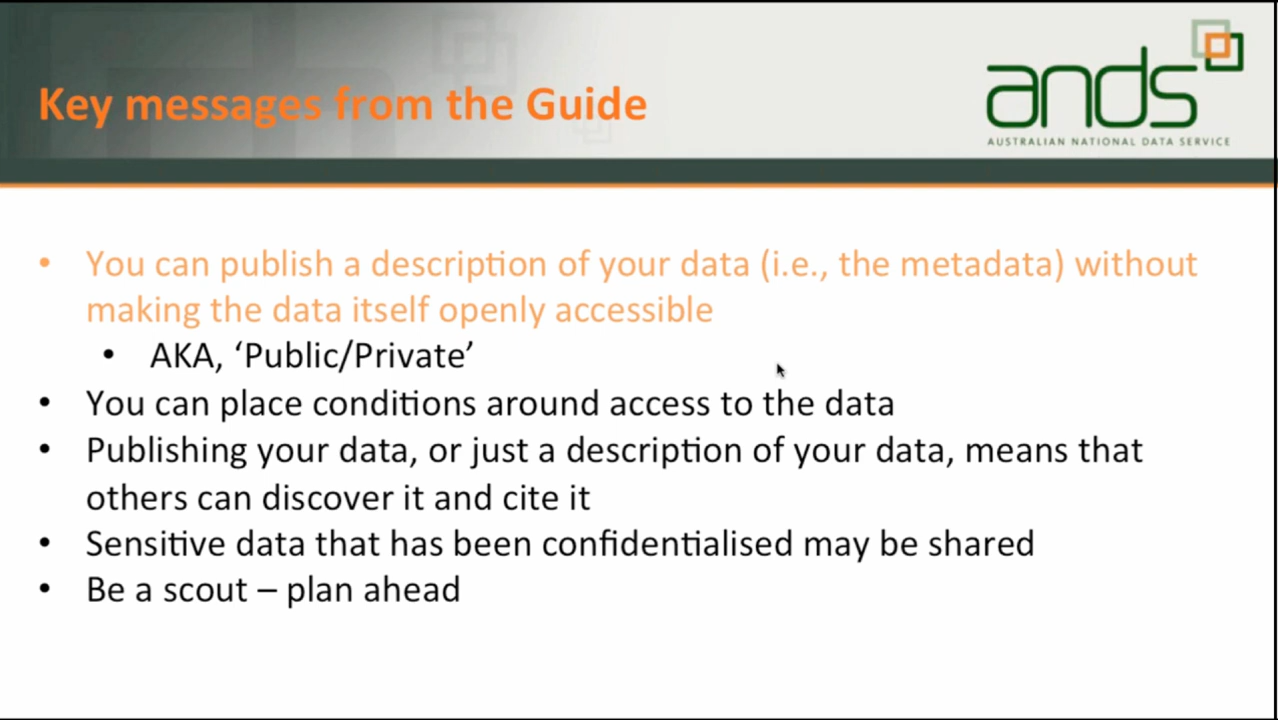 Key messages from the Guide
ands
AUSTRALIAN NATIONAL DATA SERVICE
• You can publish a description of your data (i.e., the metadata) without
making the data itself openly accessible
• AKA, ‘Public/Private’
• You can place conditions around access to the data
• Publishing your data, or just a description of your data, means that
others can discover it and cite it
• Sensitive data that has been confidentialised may be shared
• Be a scout – plan ahead